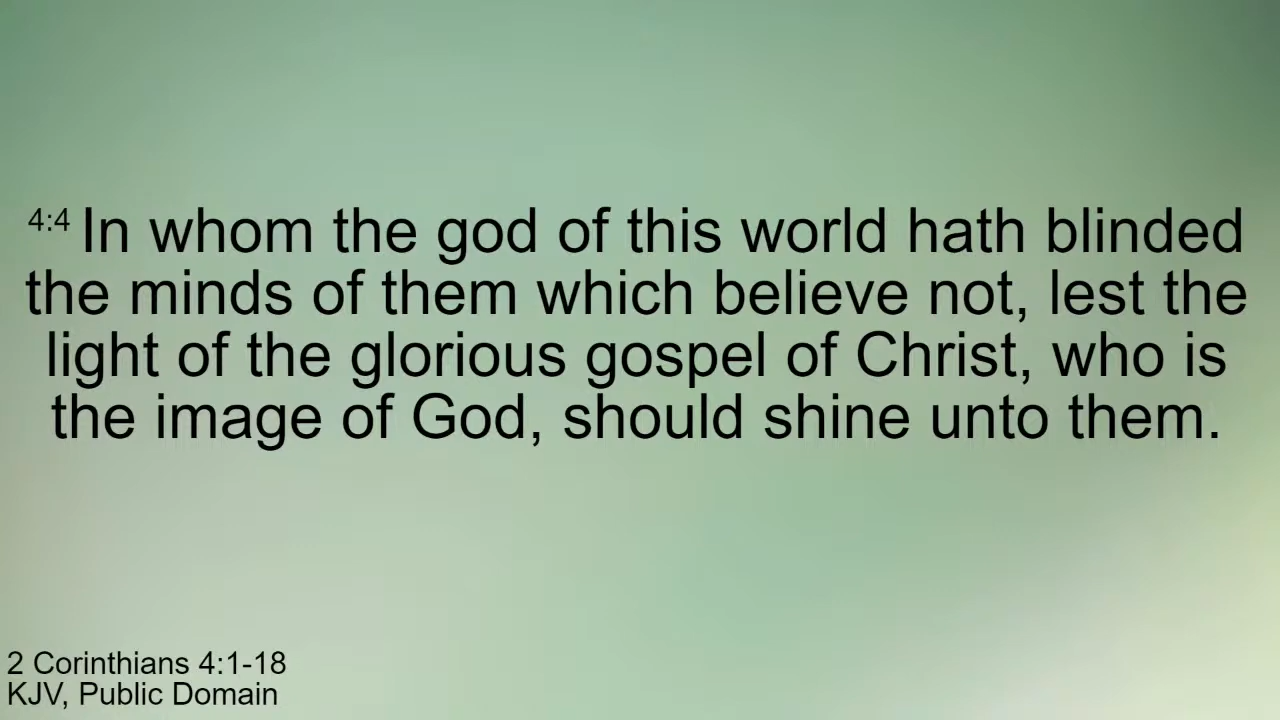 4:4 In whom the god of this world hath blinded
the minds of them which believe not, lest the
light of the glorious gospel of Christ, who is
the image of God, should shine unto them.
2 Corinthians 4:1-18
KJV, Public Domain